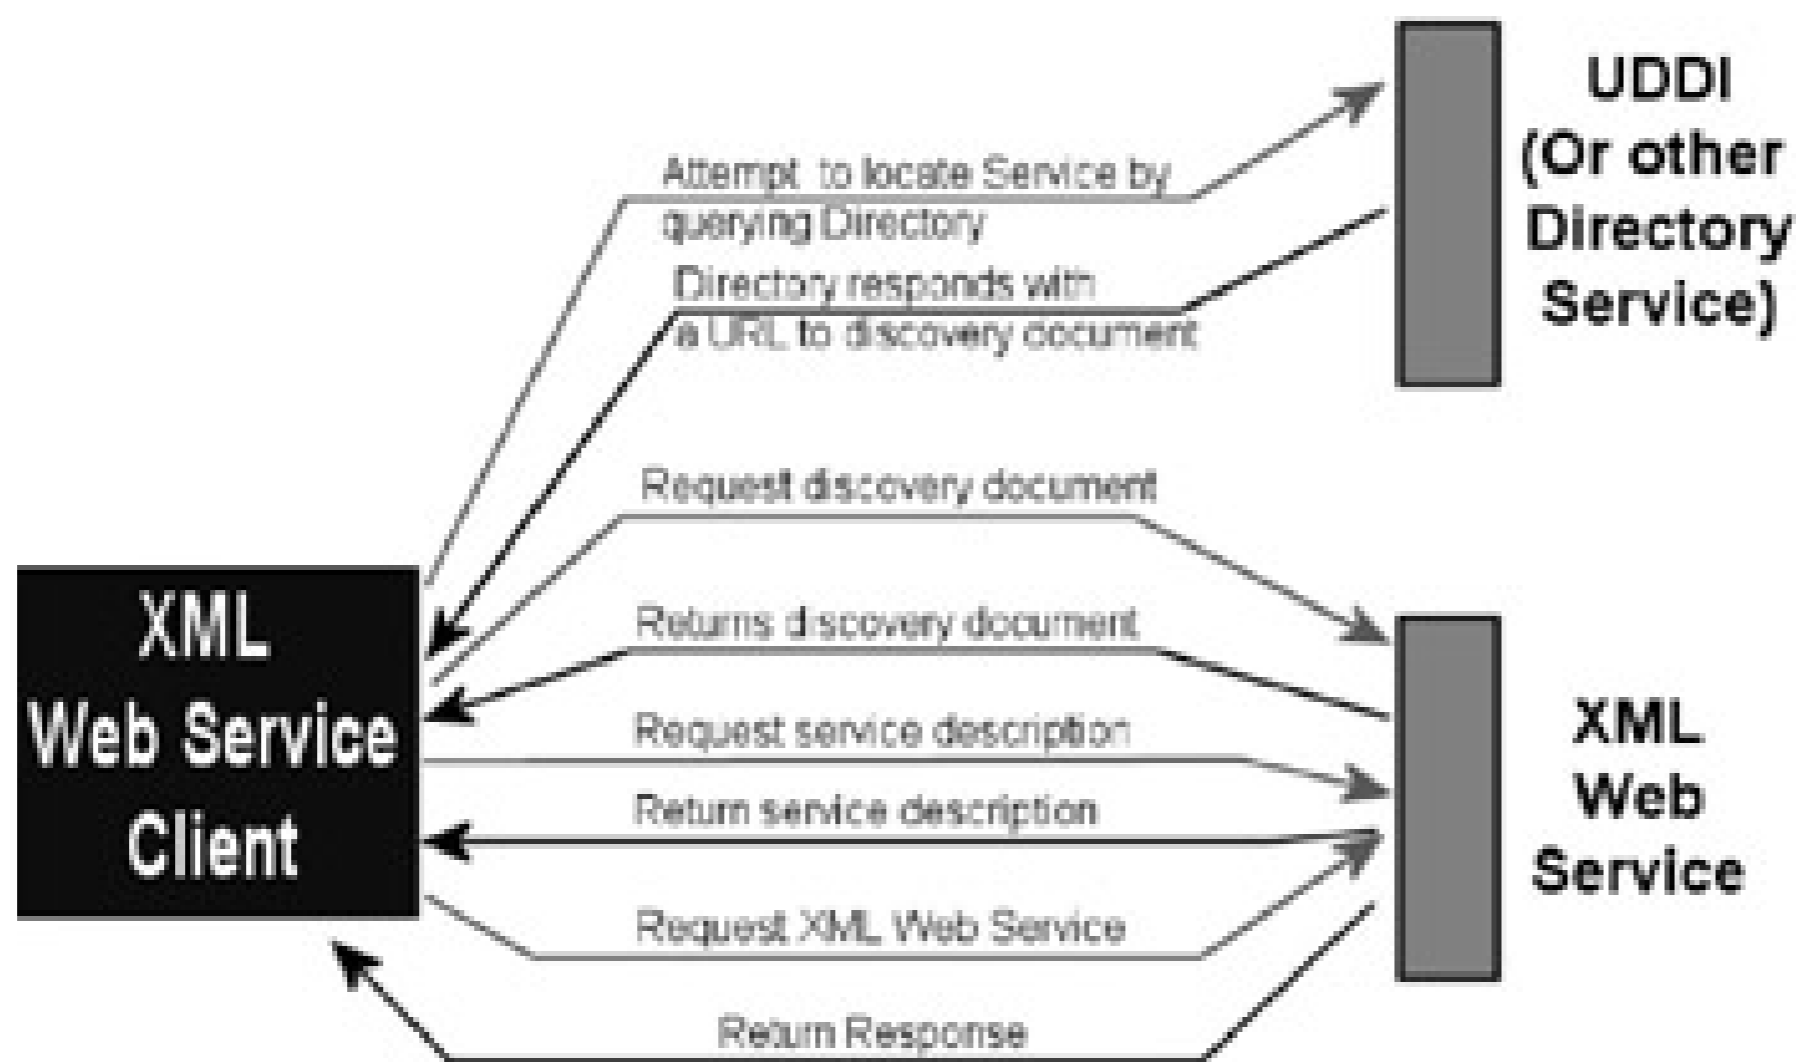 UDDI
(Or other
Directory
Service)
Attempt to locate Service by
querying Directory
Directory responds with
a URL to discovery document
Request discovery document
Returns discovery document
Request service description
Return service description
Request XML Web Service
Return Response
XML
Web Service
Client
XML
Web
Service